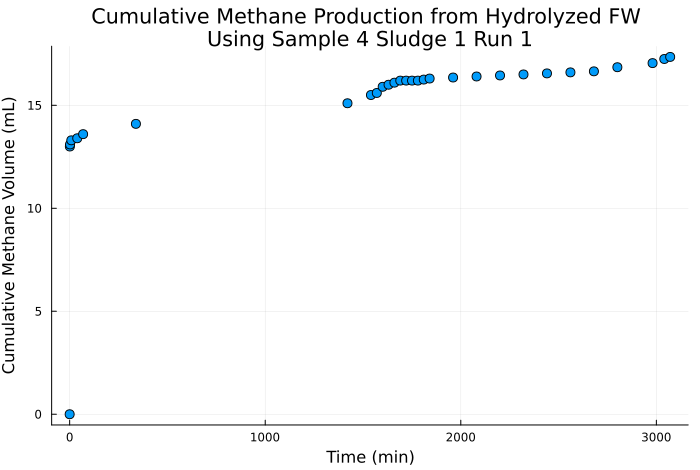 Cumulative Methane Production from Hydrolyzed FW
Using Sample 4 Sludge 1 Run 1
Cumulative Methane Volume (mL)
15
10
5
0
0 1000 2000 3000
Time (min)